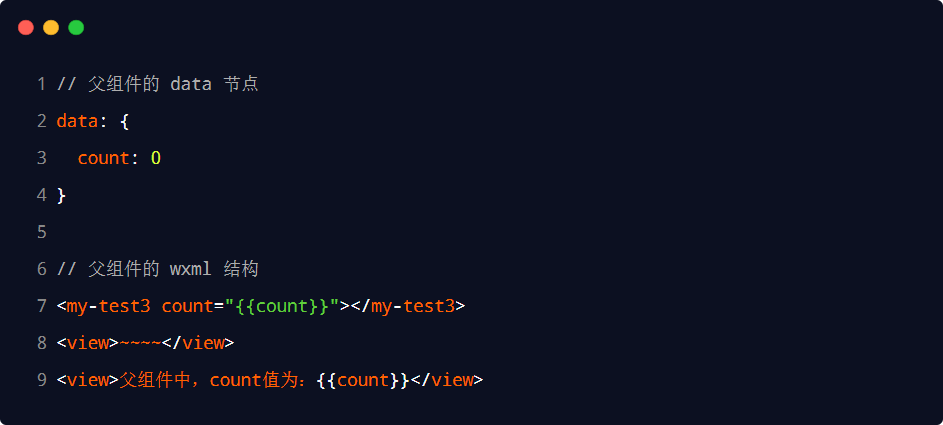 1 // 父组件的 data 节点
2 data: {
3   count: 0
4 }
5
6 // 父组件的 wxml 结构
7 <my-test3 count="{{count}}"></my-test3>
8 <view>~~~~</view>
9 <view>父组件中，count值为：{{count}}</view>